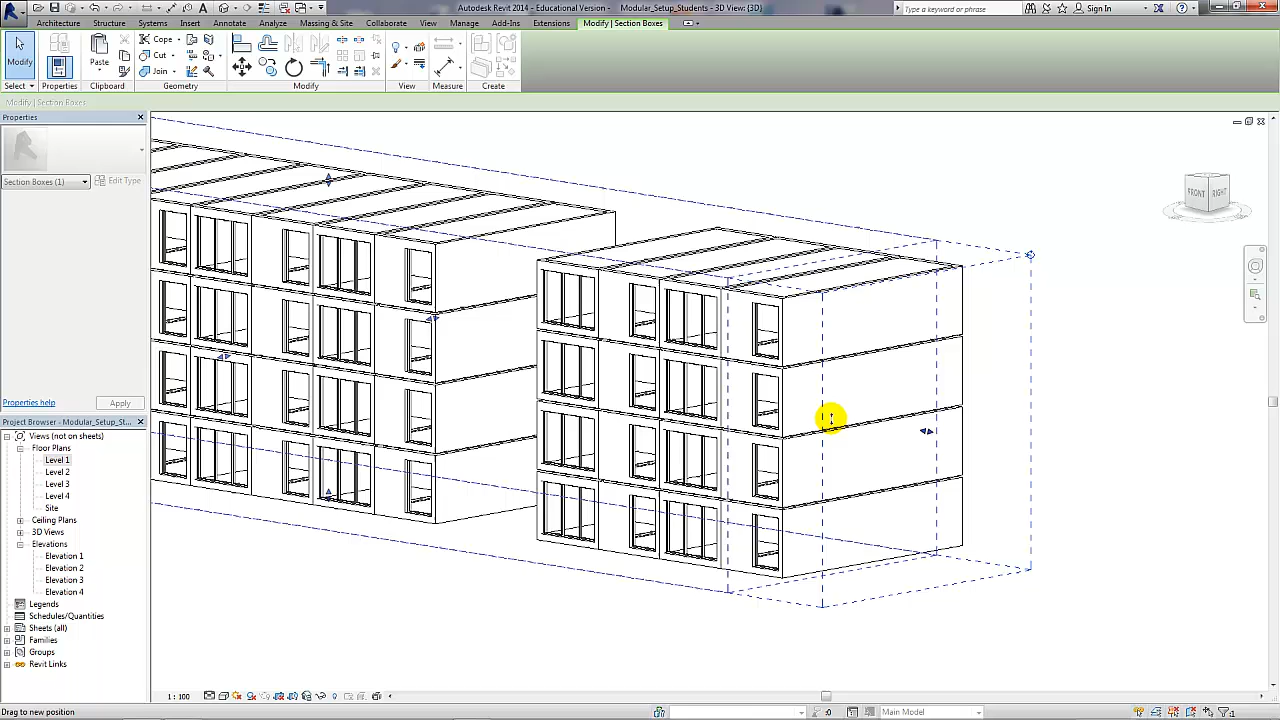 Autodesk Revit 2014 - Educational Version - Modular_Setup_Students - 3D View: {3D}
Type a keyword or phrase
Sign In
Architecture Structure Systems Insert Annotate Analyze Massing & Site Collaborate View Manage Add-Ins Extensions Modify | Section Boxes
Modify Paste Cope Cut Join
Select Properties Clipboard Geometry Modify View Measure Create
Modify | Section Boxes
Properties
Section Boxes (1) Edit Type
FRONT RIGHT
Properties help Apply
Project Browser - Modular_Setup_St...
Views (not on sheets)
Floor Plans
Level 1
Level 2
Level 3
Level 4
Site
Ceiling Plans
3D Views
Elevations
Elevation 1
Elevation 2
Elevation 3
Elevation 4
Legends
Schedules/Quantities
Sheets (all)
Families
Groups
Revit Links
1 : 100
Drag to new position :0 Main Model :1